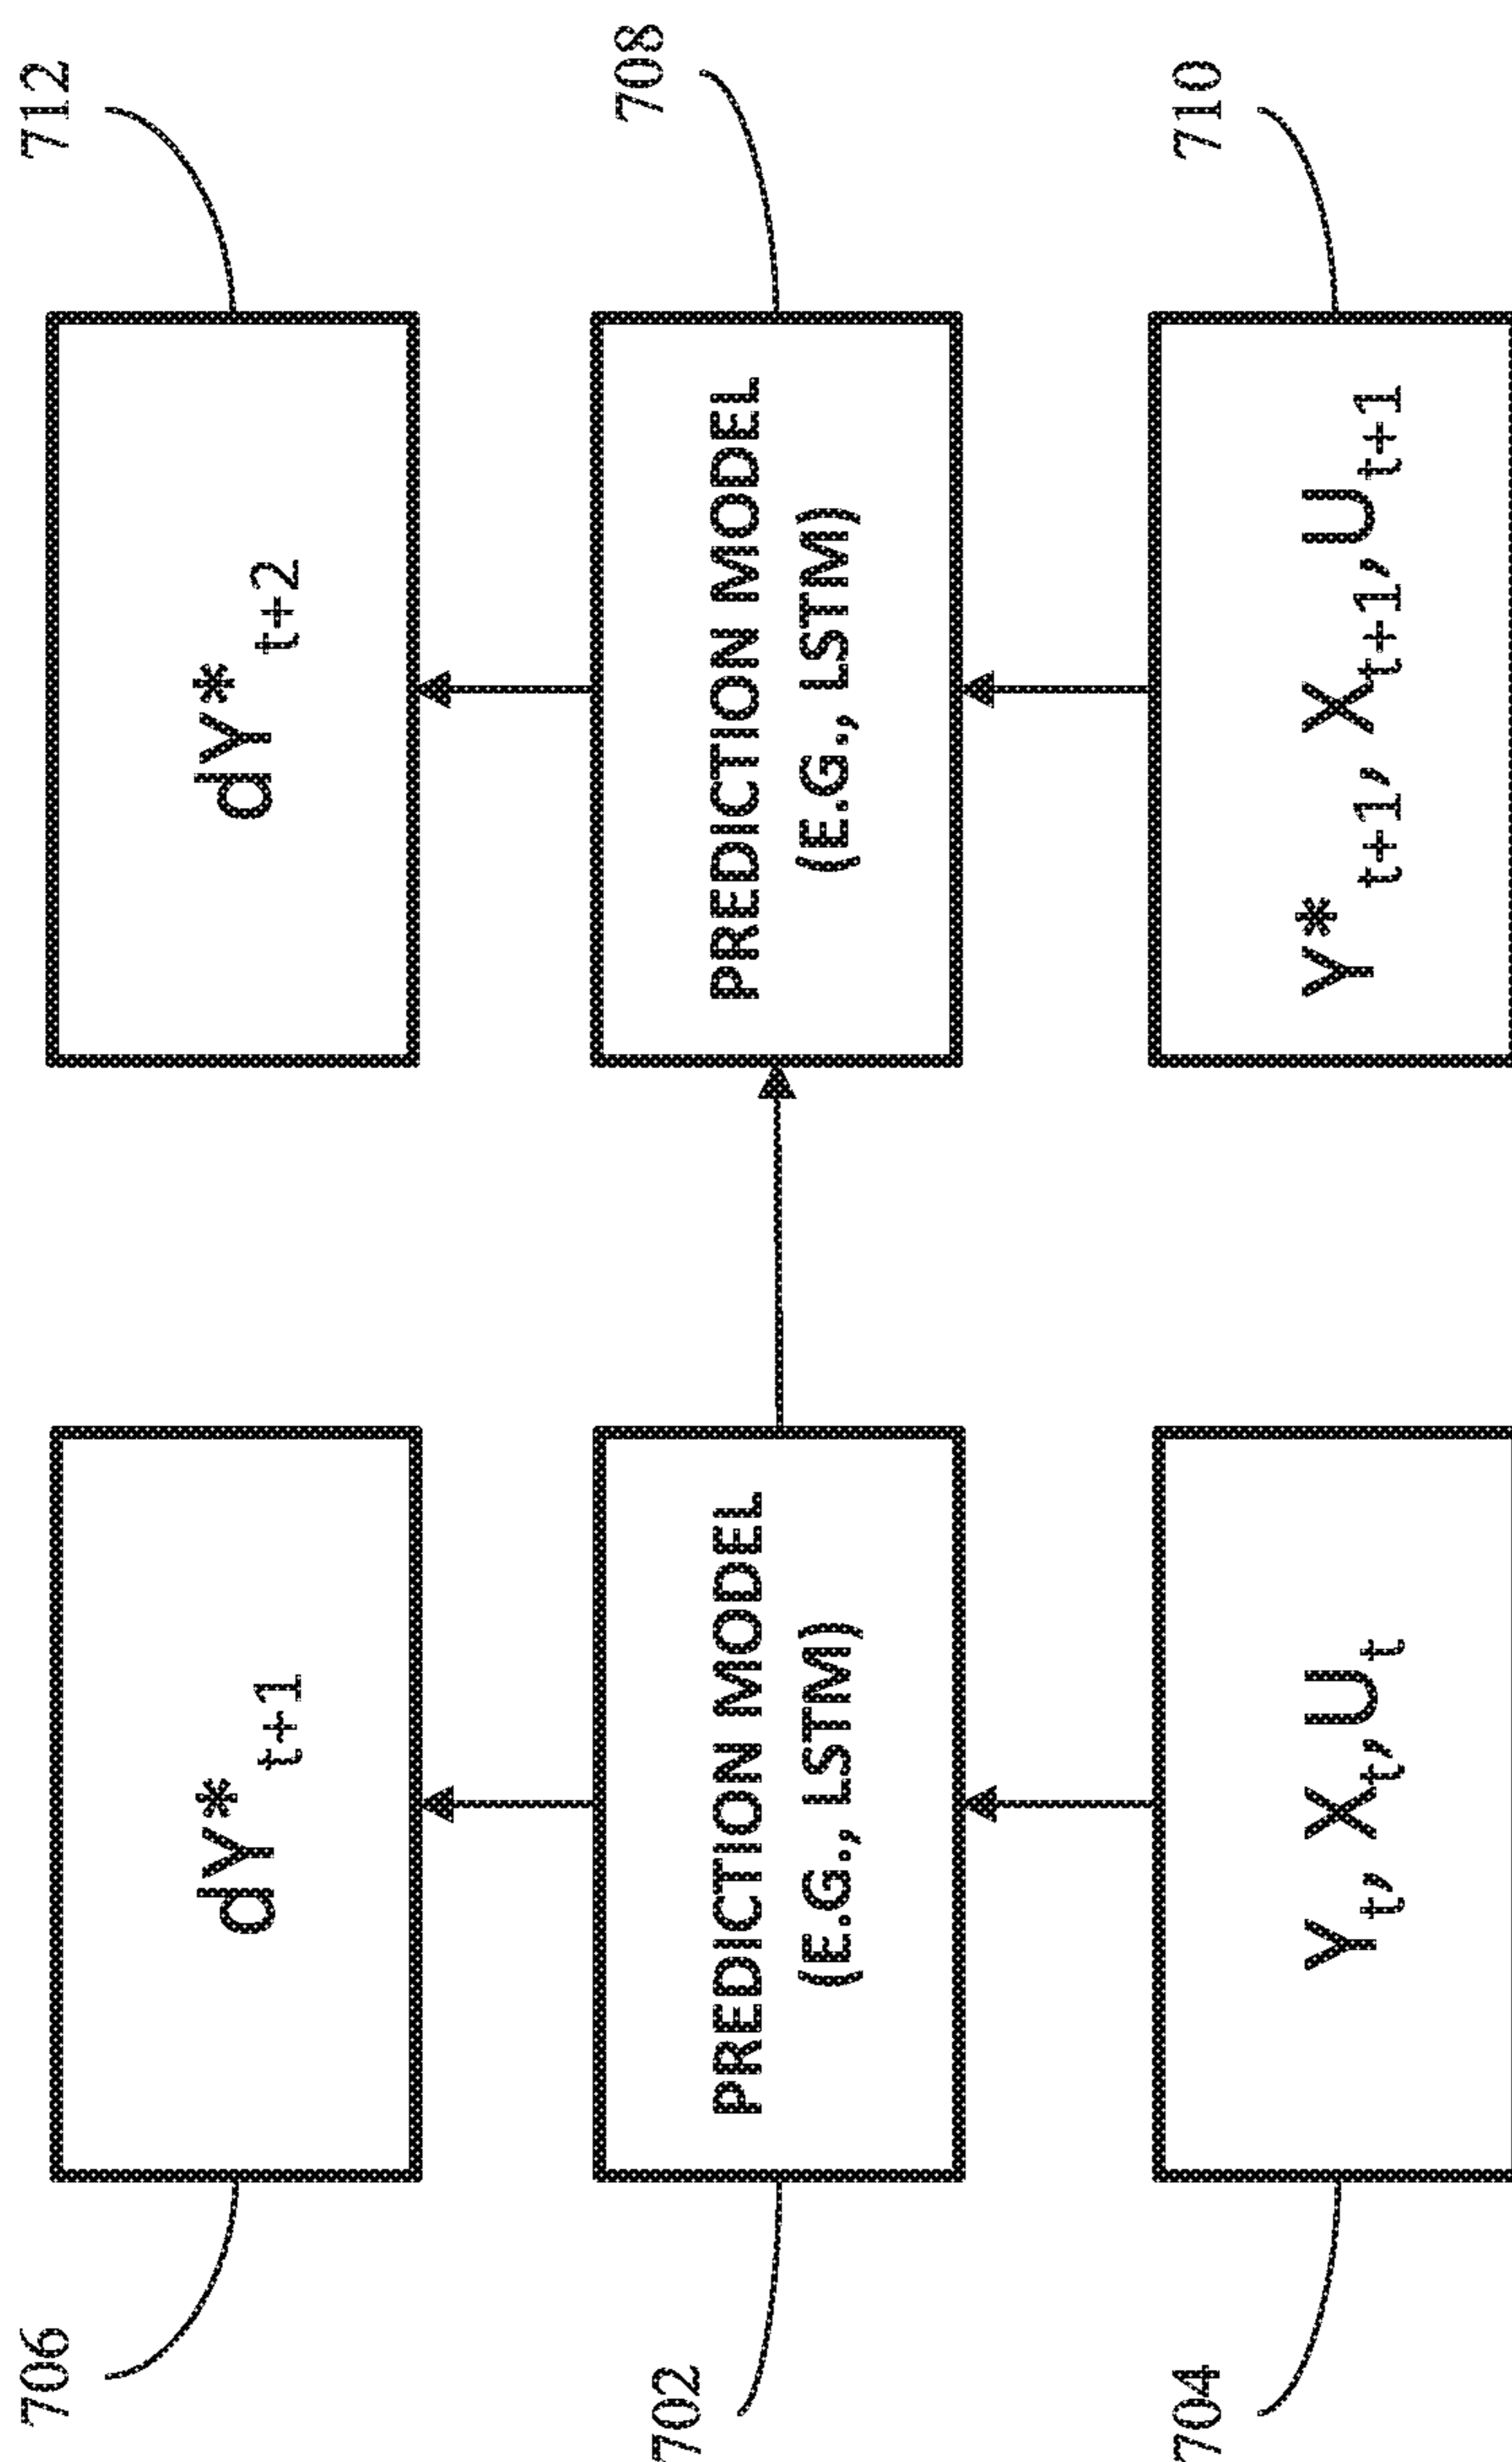 706
dY* t+1
dY* t+2
712
702
PREDICTION MODEL
(E.G., LSTM)
PREDICTION MODEL
(E.G., LSTM)
708
704
Yt, Xt, Ut
Y* t+1, Xt+1, Ut+1
710